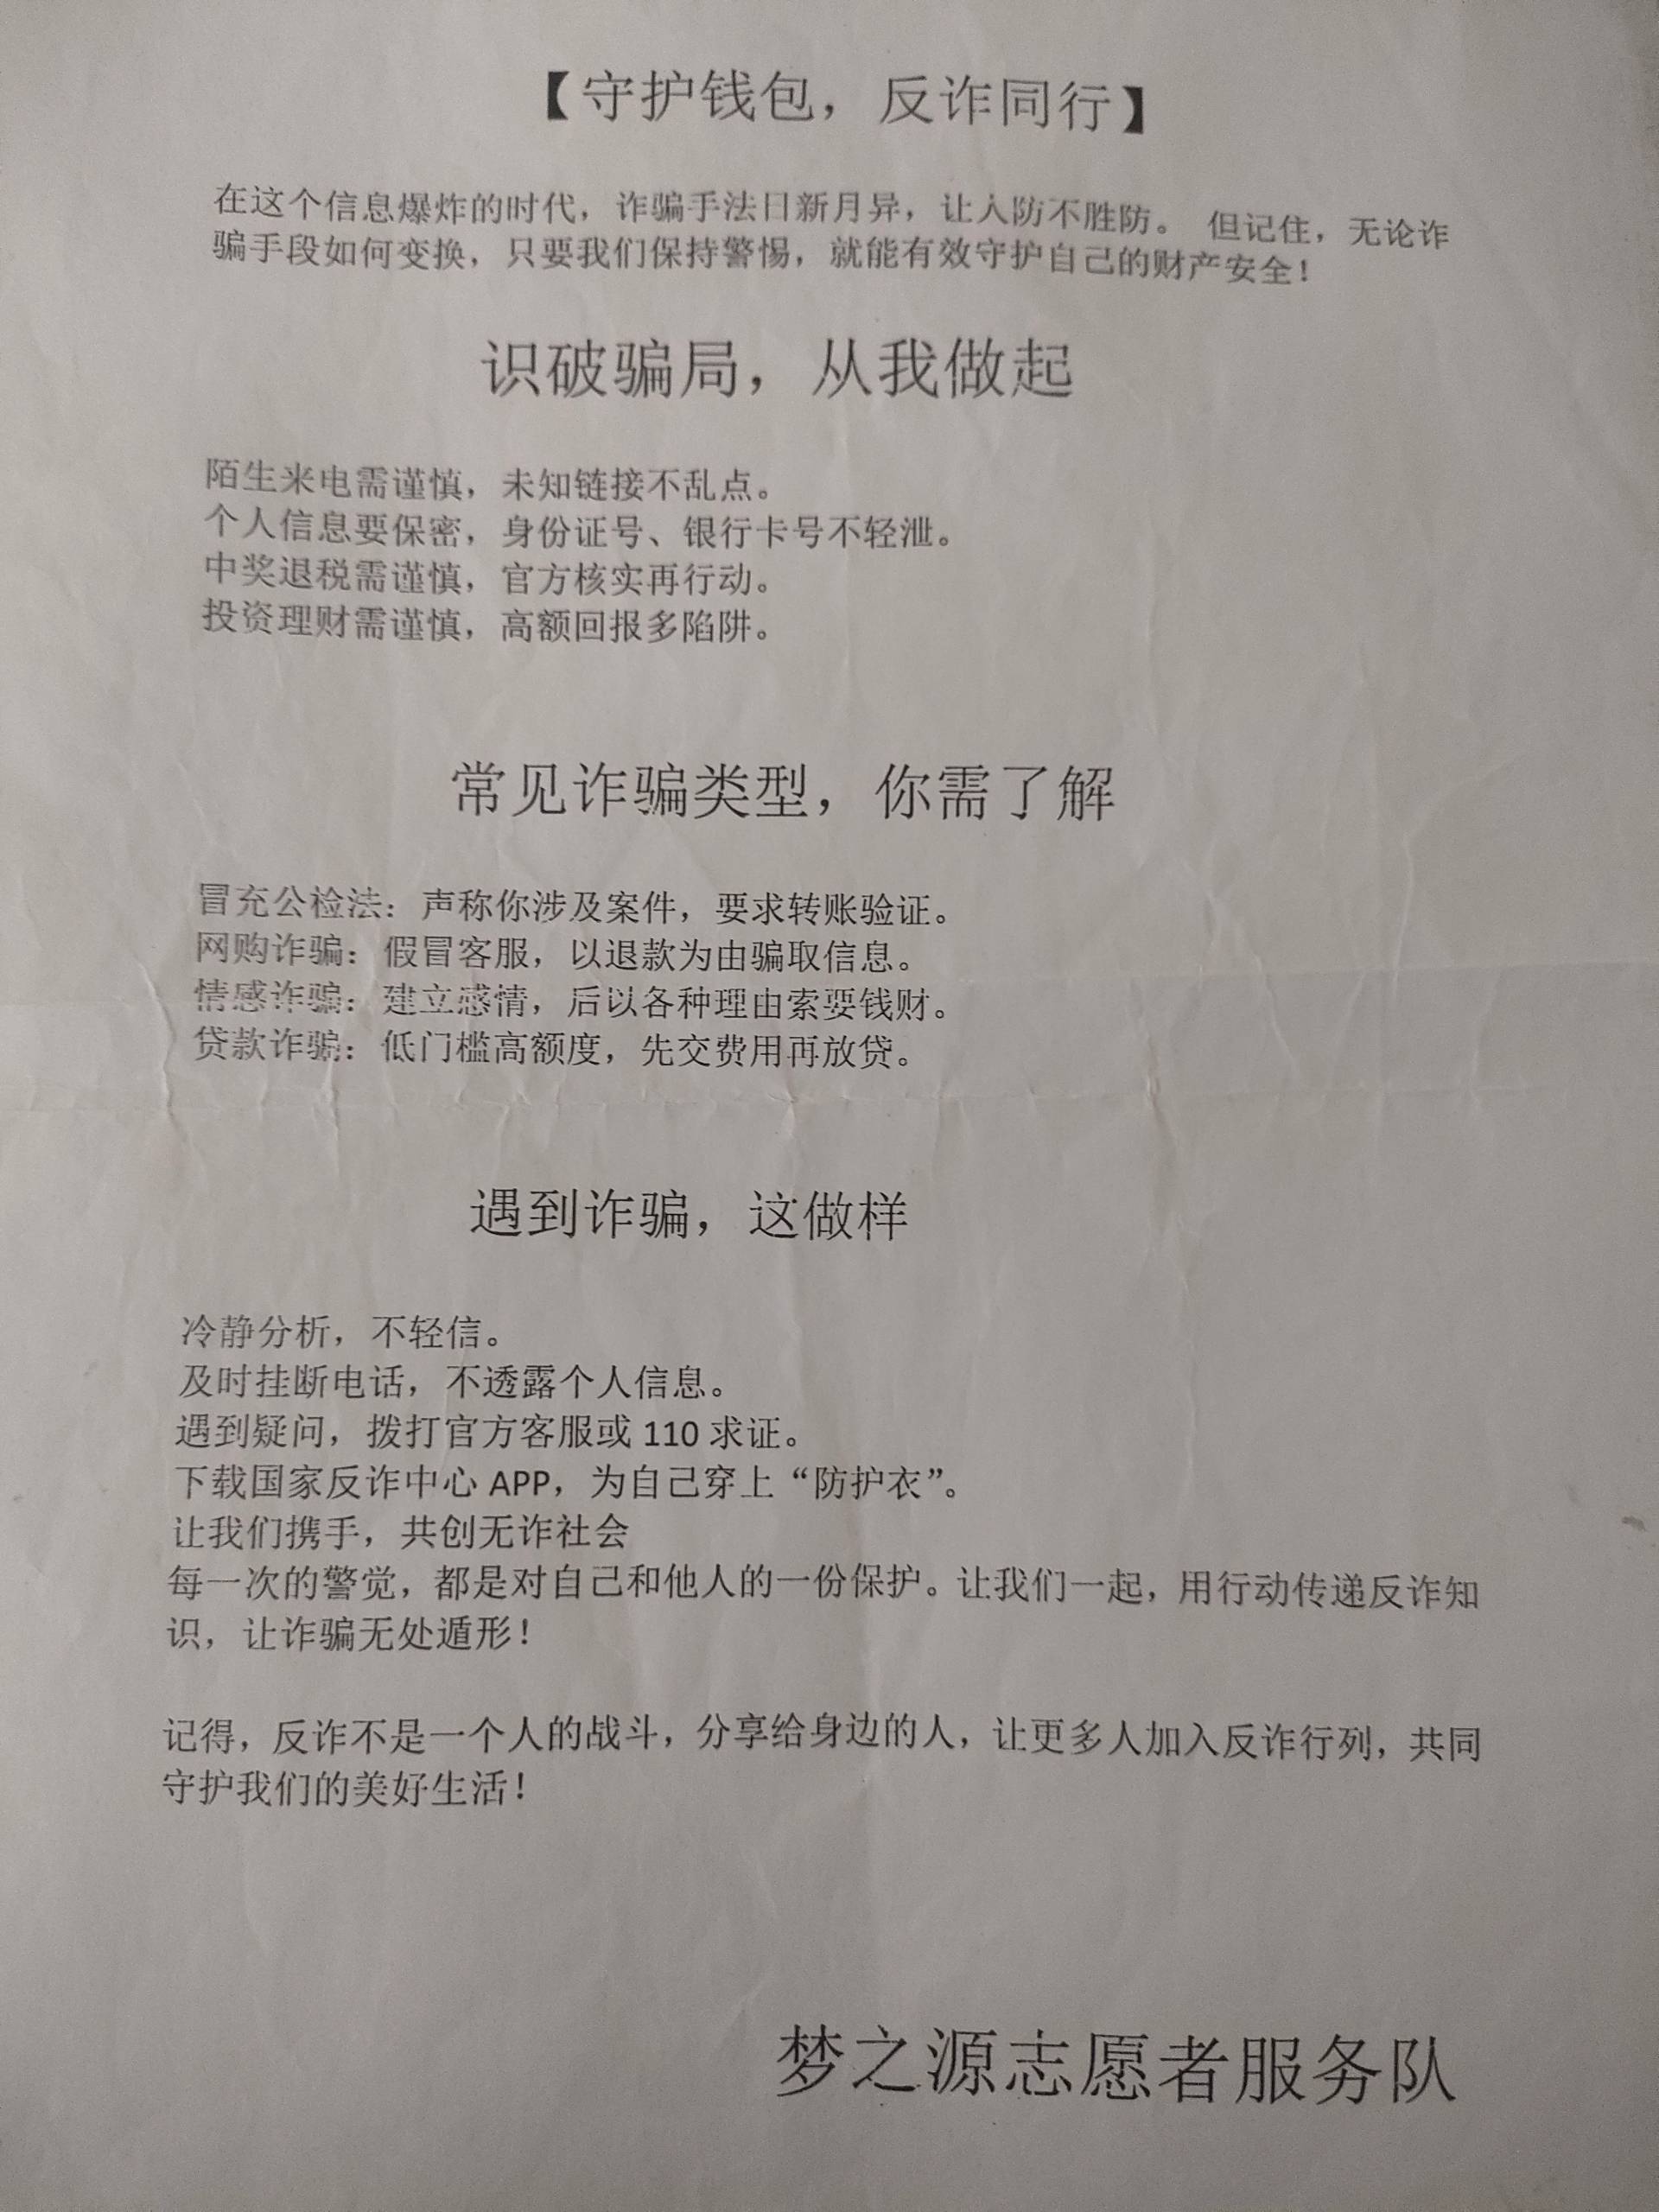 【守护钱包，反诈同行】
在这个信息爆炸的时代，诈骗手法日新月异，让人防不胜防。 但记住，无论诈
骗手段如何变换，只要我们保持警惕，就能有效守护自己的财产安全！
识破骗局，从我做起
陌生来电需谨慎，未知链接不乱点。
个人信息要保密，身份证号、银行卡号不轻泄。
中奖退税需谨慎，官方核实再行动。
投资理财需谨慎，高额回报多陷阱。
常见诈骗类型，你需了解
冒充公检法：声称你涉及案件，要求转账验证。
网购诈骗：假冒客服，以退款为由骗取信息。
情感诈骗：建立感情，后以各种理由索要钱财。
贷款诈骗：低门槛高额度，先交费用再放贷。
遇到诈骗，这做样
冷静分析，不轻信。
及时挂断电话，不透露个人信息。
遇到疑问，拨打官方客服或 110 求证。
下载国家反诈中心 APP，为自己穿上“防护衣”。
让我们携手，共创无诈社会
每一次的警觉，都是对自己和他人的一份保护。让我们一起，用行动传递反诈知
识，让诈骗无处遁形！
记得，反诈不是一个人的战斗，分享给身边的人，让更多人加入反诈行列，共同
守护我们的美好生活！
梦之源志愿者服务队